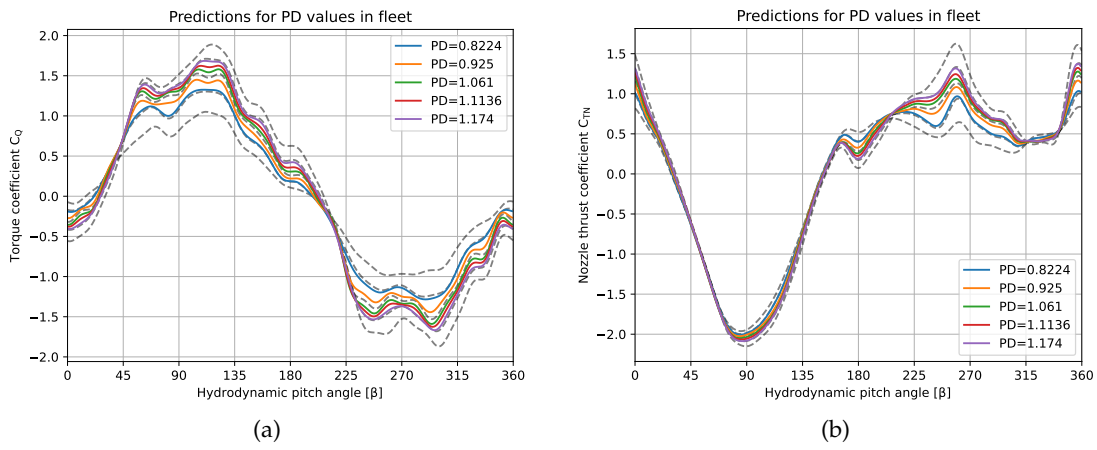 Predictions for PD values in fleet
Torque coefficient C_Q
2.0
1.5
1.0
0.5
0.0
−0.5
−1.0
−1.5
−2.0
PD=0.8224
PD=0.925
PD=1.061
PD=1.1136
PD=1.174
0 45 90 135 180 225 270 315 360
Hydrodynamic pitch angle [β]
(a)
Predictions for PD values in fleet
Nozzle thrust coefficient C_TN
1.5
1.0
0.5
0.0
−0.5
−1.0
−1.5
−2.0
PD=0.8224
PD=0.925
PD=1.061
PD=1.1136
PD=1.174
0 45 90 135 180 225 270 315 360
Hydrodynamic pitch angle [β]
(b)